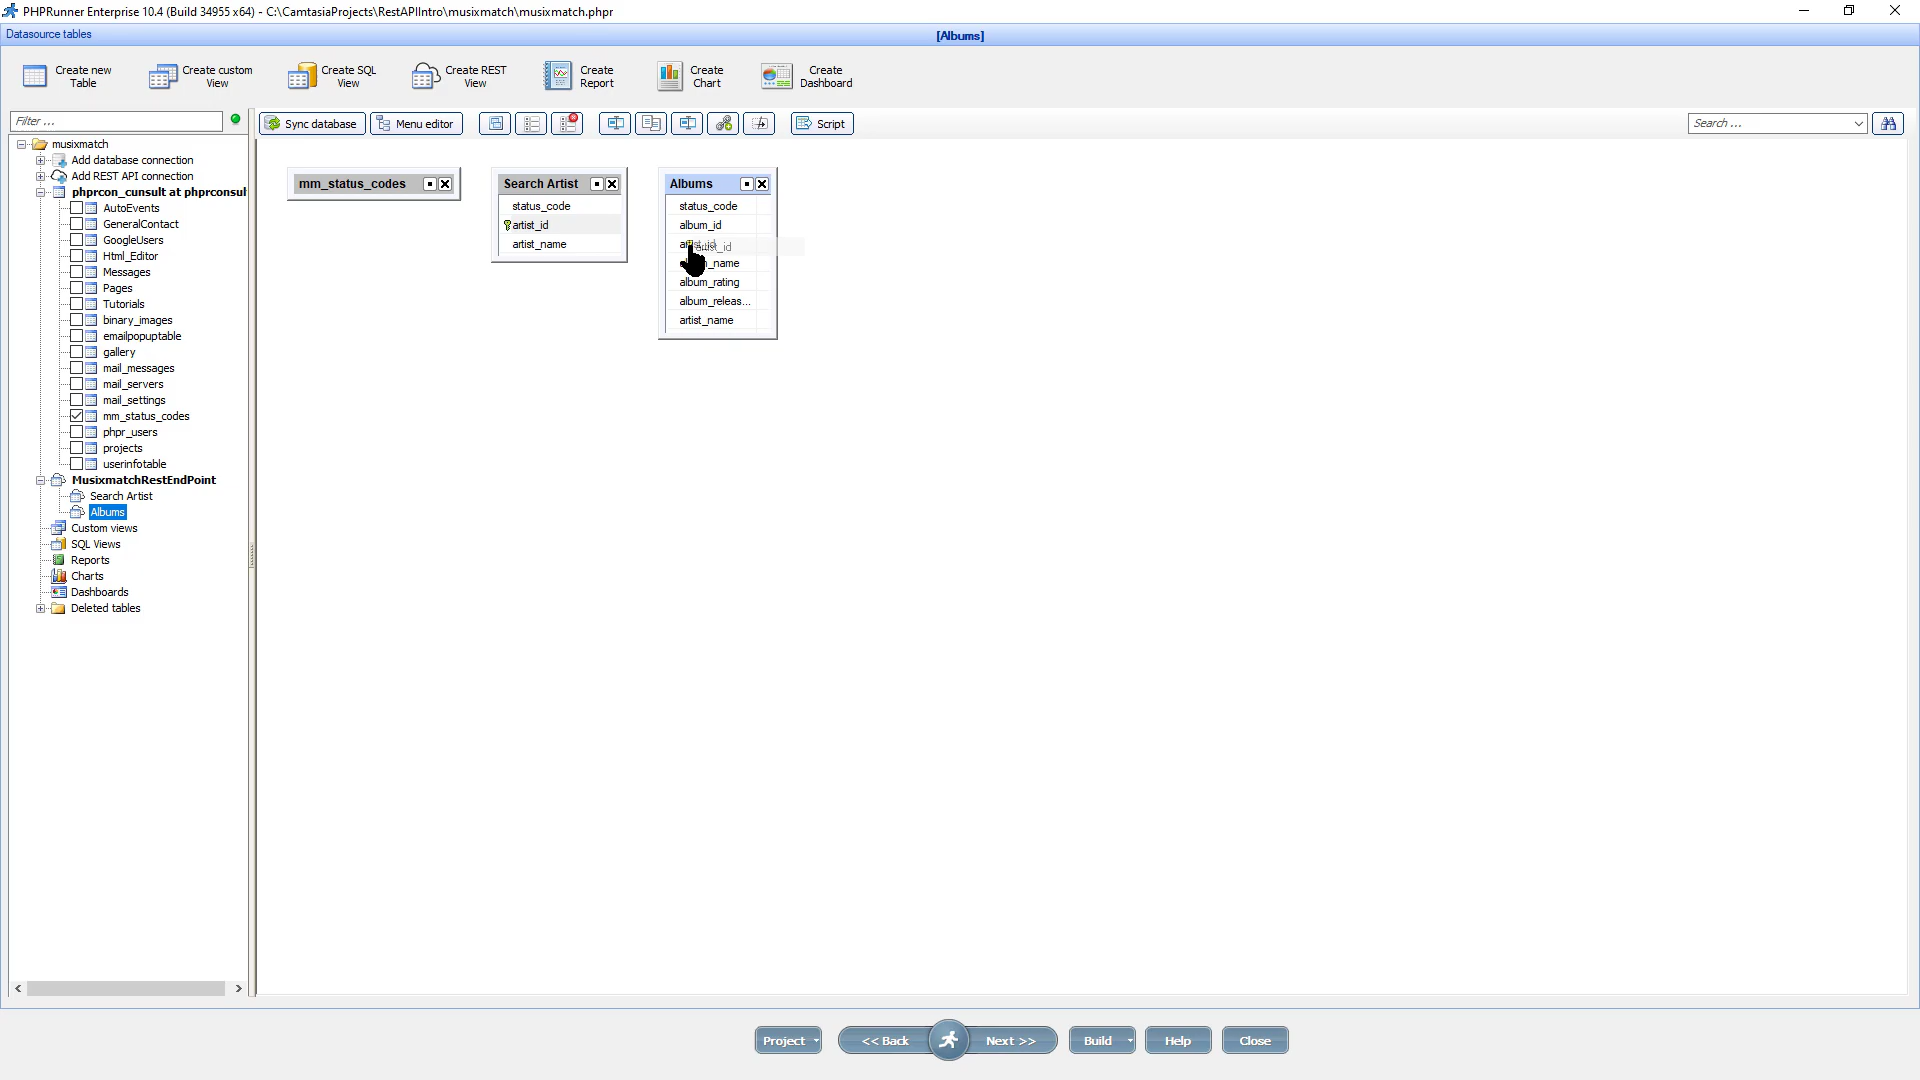 PHPRunner Enterprise 10.4 (Build 34955 x64) - C:\CamtasiaProjects\RestAPIIntro\musixmatch\musixmatch.phpr
Datasource tables
[Albums]
Create new Table
Create custom View
Create SQL View
Create REST View
Create Report
Create Chart
Create Dashboard
Filter ...
Sync database
Menu editor
Script
Search ...
musixmatch
Add database connection
Add REST API connection
phprcon_cunsult at phprconsul
AutoEvents
GeneralContact
GoogleUsers
Html_Editor
Messages
Pages
Tutorials
binary_images
emailpopuptable
gallery
mail_messages
mail_servers
mail_settings
mm_status_codes
phpr_users
projects
userinfotable
MusixmatchRestEndPoint
Search Artist
Albums
Custom views
SQL Views
Reports
Charts
Dashboards
Deleted tables
mm_status_codes
Search Artist
status_code
artist_id
artist_name
Albums
status_code
album_id
artist_id
_name
album_rating
album_releas...
artist_name
Project
<< Back
Next >>
Build
Help
Close